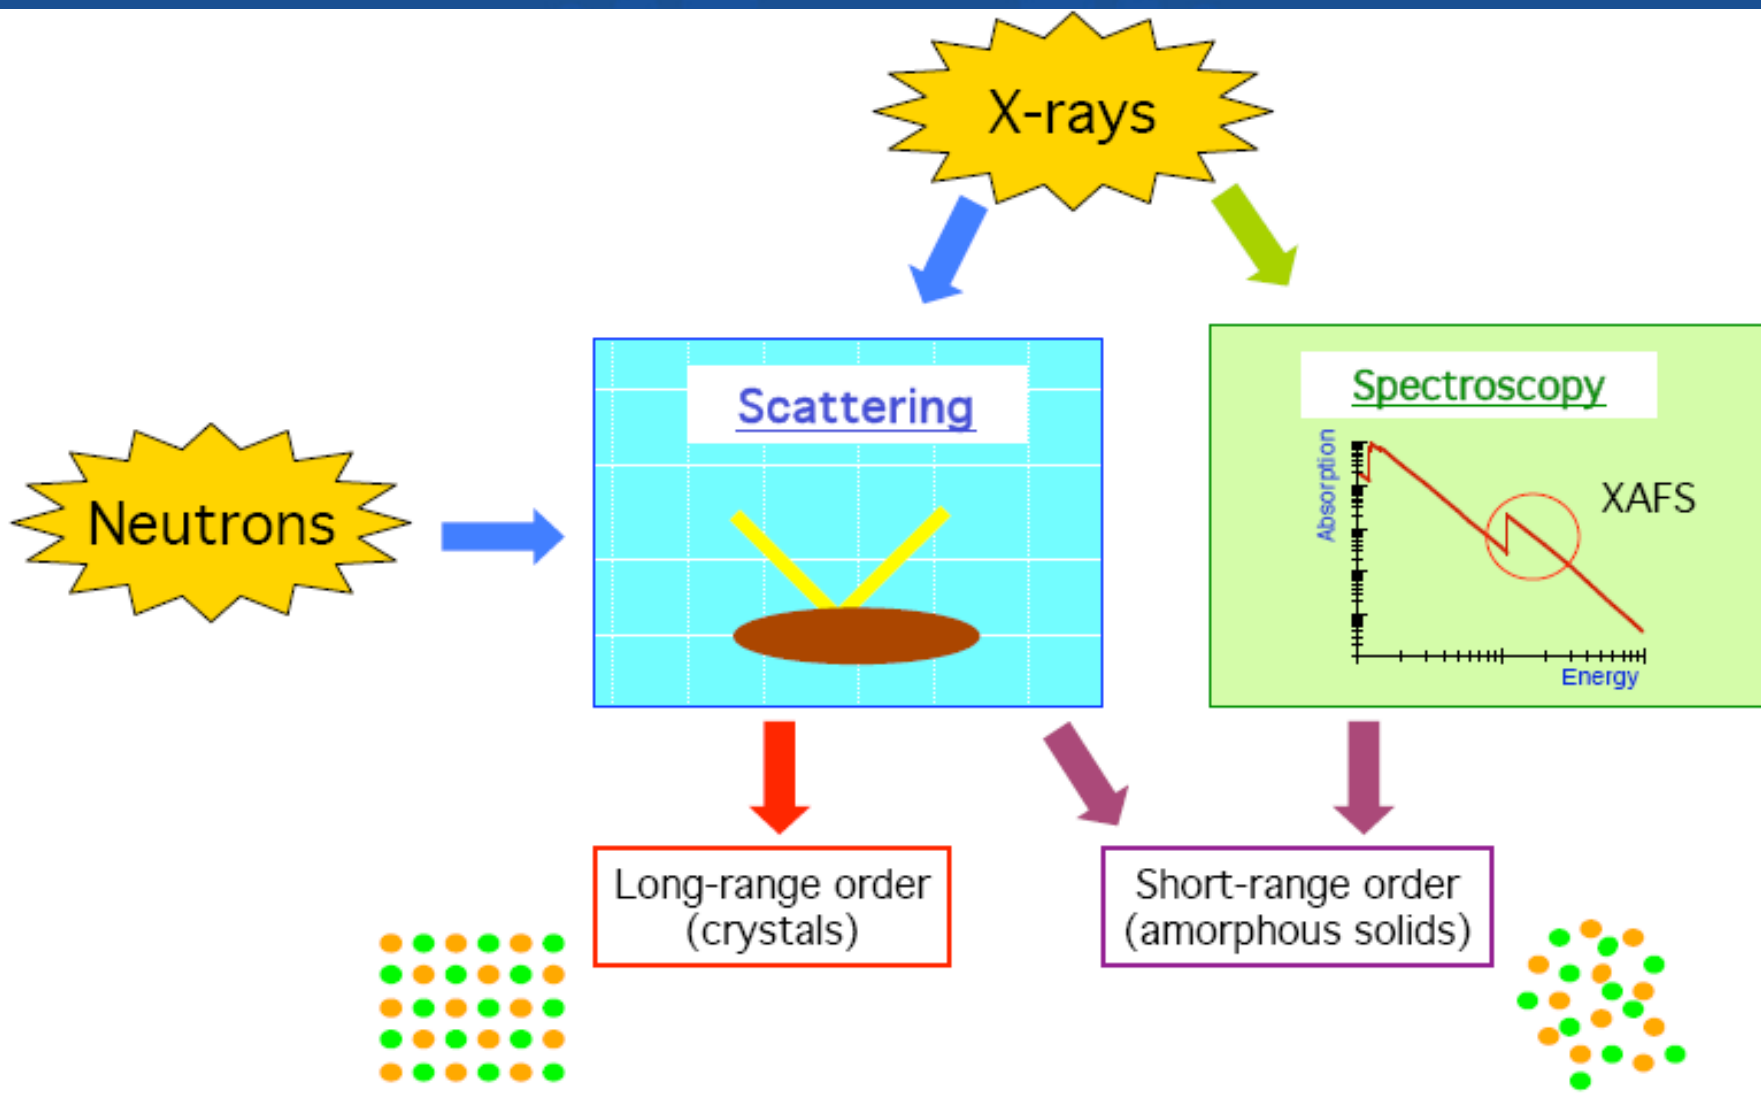 X-rays
Neutrons
Scattering
Spectroscopy
Absorption
XAFS
Energy
Long-range order
(crystals)
Short-range order
(amorphous solids)